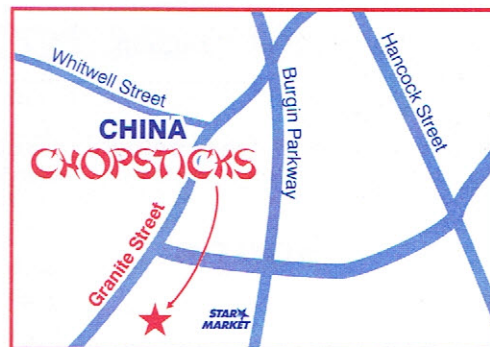 Whitwell Street
Burgin Parkway
Hancock Street
CHINA
CHOPSTICKS
Granite Street
STAR
MARKET